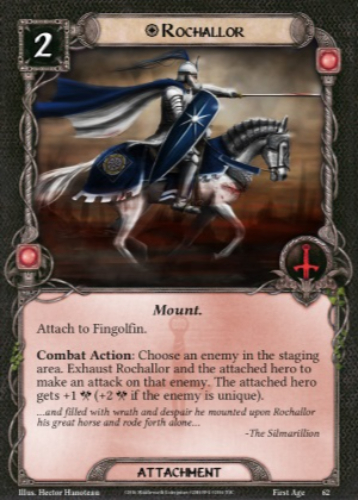 2
Rochallor
Mount.
Attach to Fingolfin.
Combat Action: Choose an enemy in the staging
area. Exhaust Rochallor and the attached hero to
make an attack on that enemy. The attached hero
gets +1 (+2 if the enemy is unique).
...and filled with wrath and despair he mounted upon Rochallor
his great horse and rode forth alone...
-The Silmarillion
ATTACHMENT
Illus. Hector
First Age
62